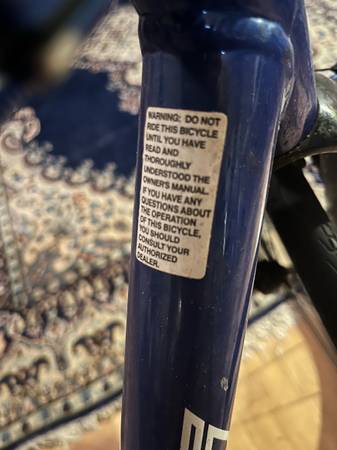 WARNING: DO NOT
RIDE THIS BICYCLE
UNTIL YOU HAVE
READ AND
THOROUGHLY
UNDERSTOOD THE
OWNER'S MANUAL.
IF YOU HAVE ANY
QUESTIONS ABOUT
THE OPERATION
OF THIS BICYCLE,
YOU SHOULD
CONSULT YOUR
AUTHORIZED
DEALER.